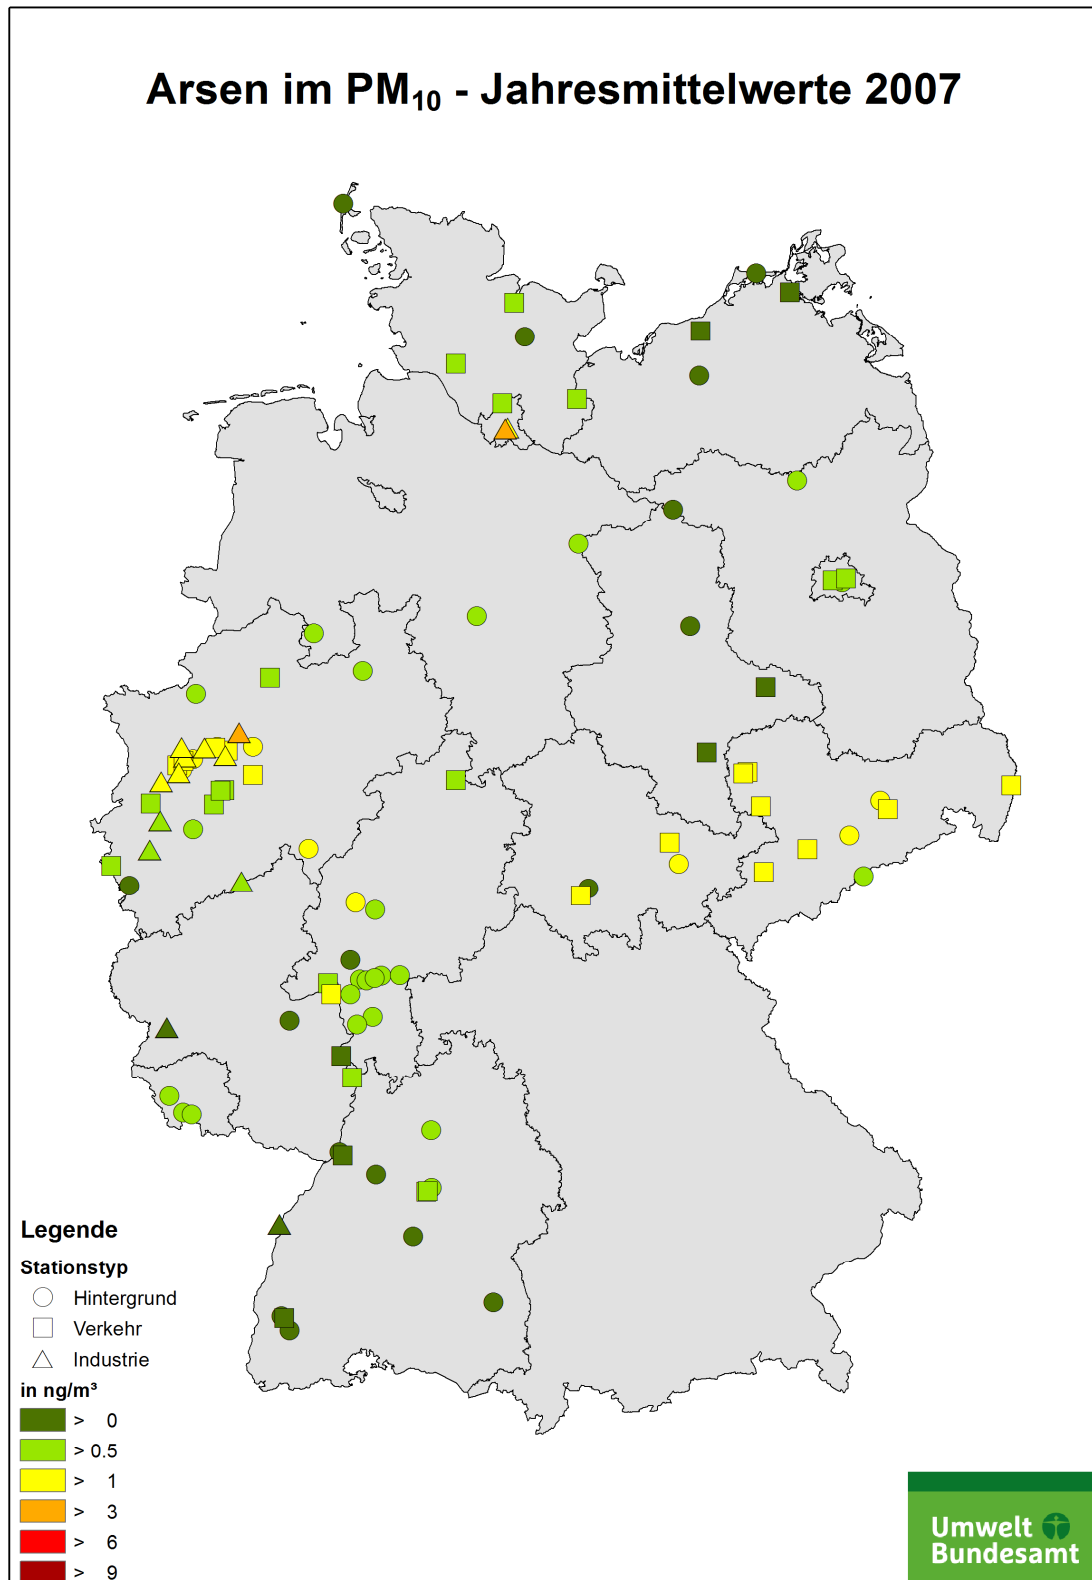 Arsen im PM₁₀ - Jahresmittelwerte 2007
Legende
Stationstyp
Hintergrund
Verkehr
Industrie
in ng/m³
> 0
> 0.5
> 1
> 3
> 6
> 9
Umwelt
Bundesamt